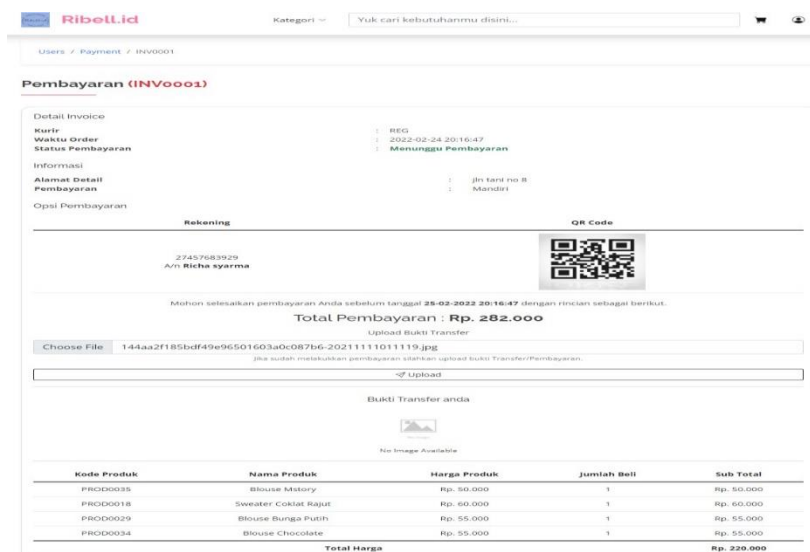 Ribell.id
Kategori
Yuk cari kebutuhanmu disini...
Users / Payment / INV0001
Pembayaran (INV0001)
Detail Invoice
Kurir : REG
Waktu Order : 2022-02-24 20:16:47
Status Pembayaran : Menunggu Pembayaran
Informasi
Alamat Detail : jln tani no 8
Pembayaran : Mandiri
Opsi Pembayaran
Rekening QR Code
27457683929
A/n Richa syarma
Mohon selesaikan pembayaran Anda sebelum tanggal 25-02-2022 20:16:47 dengan rincian sebagai berikut.
Total Pembayaran : Rp. 282.000
Upload Bukti Transfer
Choose File 144aa2f185bdf49e96501603a0c087b6-20211111011119.jpg
Jika sudah melakukkan pembayaran silahkan upload bukti Transfer/Pembayaran.
Upload
Bukti Transfer anda
No Image Available
Kode Produk Nama Produk Harga Produk Jumlah Beli Sub Total
PROD0035 Blouse Mstory Rp. 50.000 1 Rp. 50.000
PROD0018 Sweater Coklat Rajut Rp. 60.000 1 Rp. 60.000
PROD0029 Blouse Bunga Putih Rp. 55.000 1 Rp. 55.000
PROD0034 Blouse Chocolate Rp. 55.000 1 Rp. 55.000
Total Harga Rp. 220.000